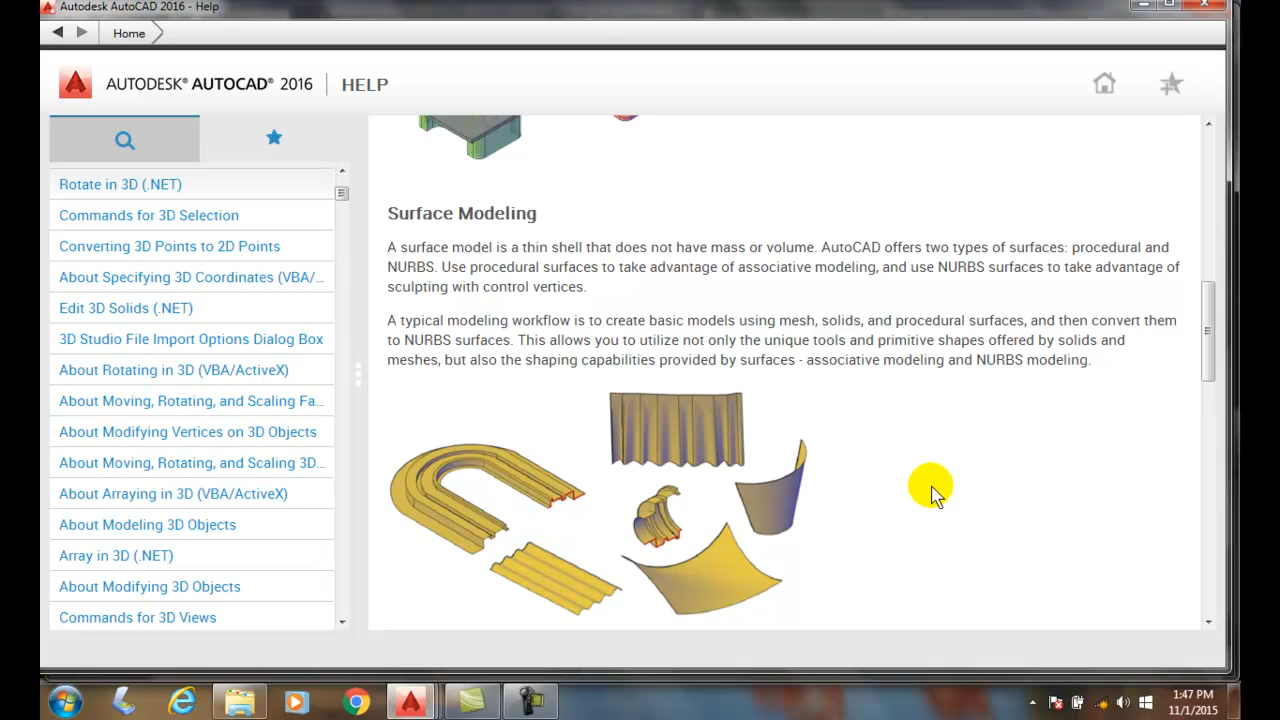 Autodesk AutoCAD 2016 - Help
Home
AUTODESK® AUTOCAD® 2016 | HELP
Rotate in 3D (.NET)
Commands for 3D Selection
Converting 3D Points to 2D Points
About Specifying 3D Coordinates (VBA/...
Edit 3D Solids (.NET)
3D Studio File Import Options Dialog Box
About Rotating in 3D (VBA/ActiveX)
About Moving, Rotating, and Scaling Fa...
About Modifying Vertices on 3D Objects
About Moving, Rotating, and Scaling 3D...
About Arraying in 3D (VBA/ActiveX)
About Modeling 3D Objects
Array in 3D (.NET)
About Modifying 3D Objects
Commands for 3D Views
Surface Modeling
A surface model is a thin shell that does not have mass or volume. AutoCAD offers two types of surfaces: procedural and
NURBS. Use procedural surfaces to take advantage of associative modeling, and use NURBS surfaces to take advantage of
sculpting with control vertices.
A typical modeling workflow is to create basic models using mesh, solids, and procedural surfaces, and then convert them
to NURBS surfaces. This allows you to utilize not only the unique tools and primitive shapes offered by solids and
meshes, but also the shaping capabilities provided by surfaces - associative modeling and NURBS modeling.
1:47 PM
11/1/2015